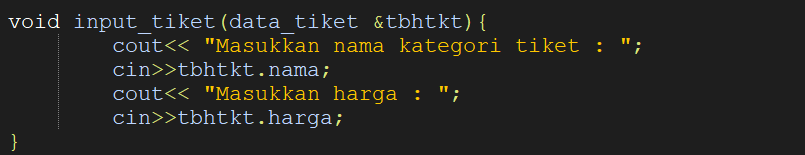 void input_tiket(data_tiket &tbhtkt){
cout<< "Masukkan nama kategori tiket : ";
cin>>tbhtkt.nama;
cout<< "Masukkan harga : ";
cin>>tbhtkt.harga;
}